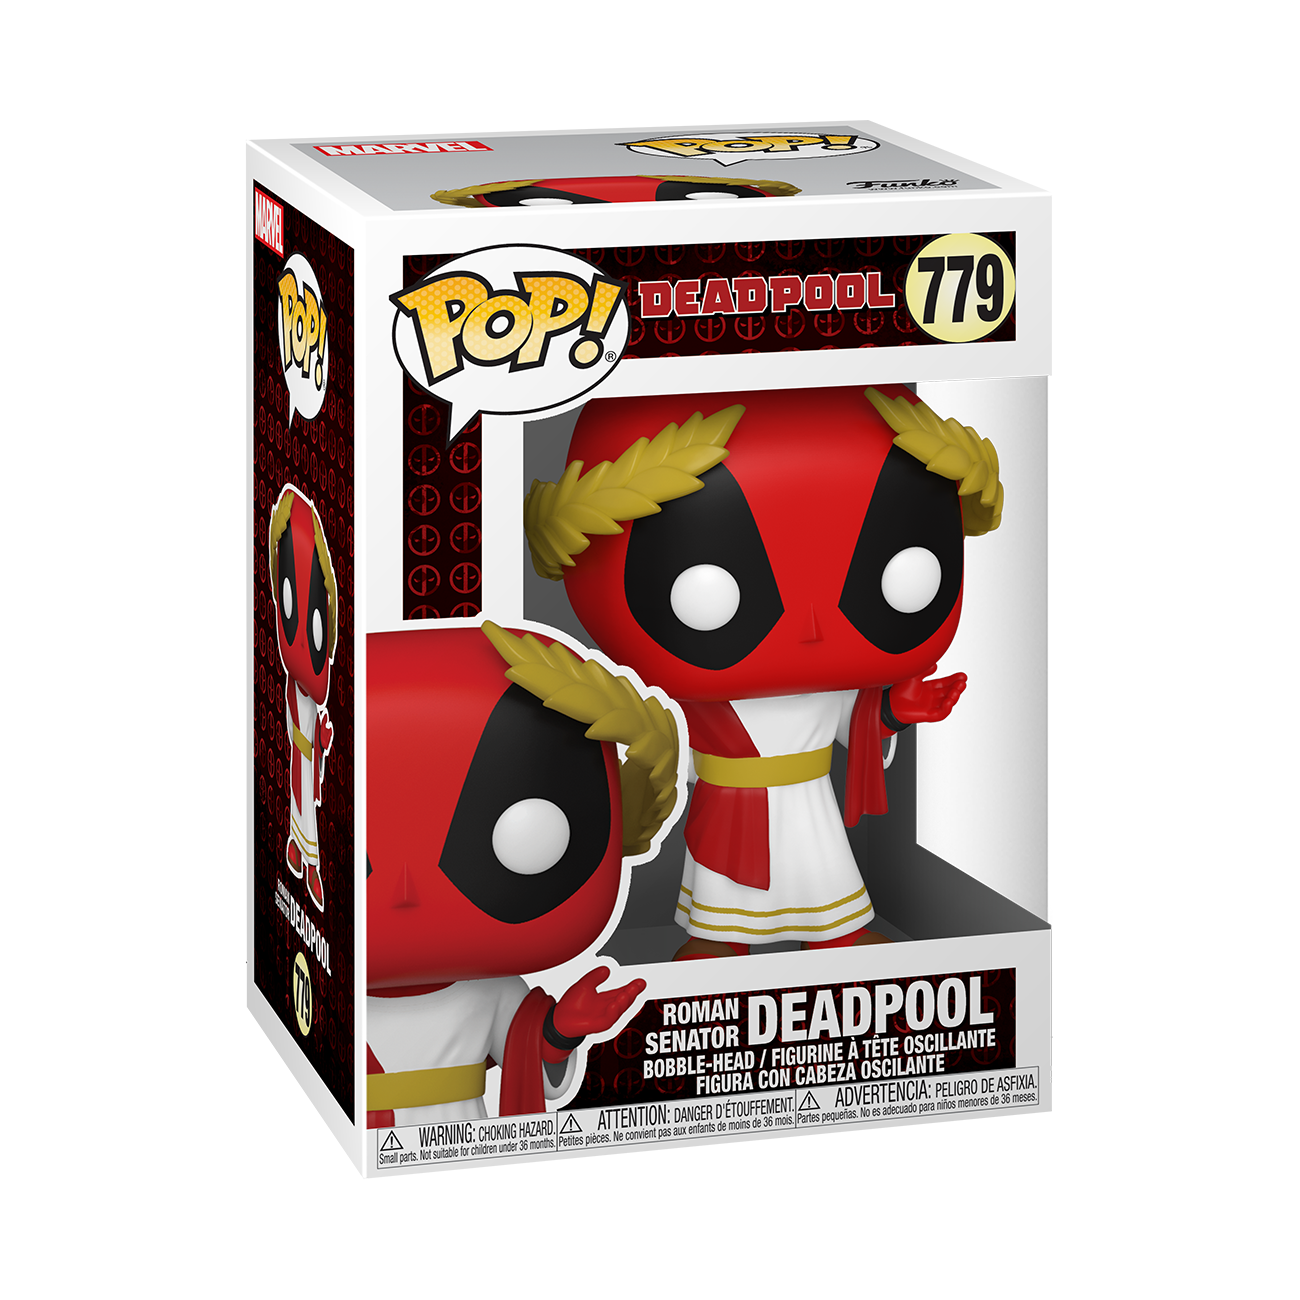 MARVEL
POP!
Funko
www.funko.com
MARVEL
POP!
ROMAN
SENATOR
DEADPOOL
779
POP!®
DEADPOOL
779
ROMAN
SENATOR
DEADPOOL
BOBBLE-HEAD / FIGURINE À TÊTE OSCILLANTE
FIGURA CON CABEZA OSCILANTE
⚠ WARNING: CHOKING HAZARD.
Small parts. Not suitable for children under 36 months.
⚠ ATTENTION: DANGER D'ÉTOUFFEMENT.
Petites pièces. Ne convient pas aux enfants de moins de 36 mois.
⚠ ADVERTENCIA: PELIGRO DE ASFIXIA.
Partes pequeñas. No es adecuado para niños menores de 36 meses.